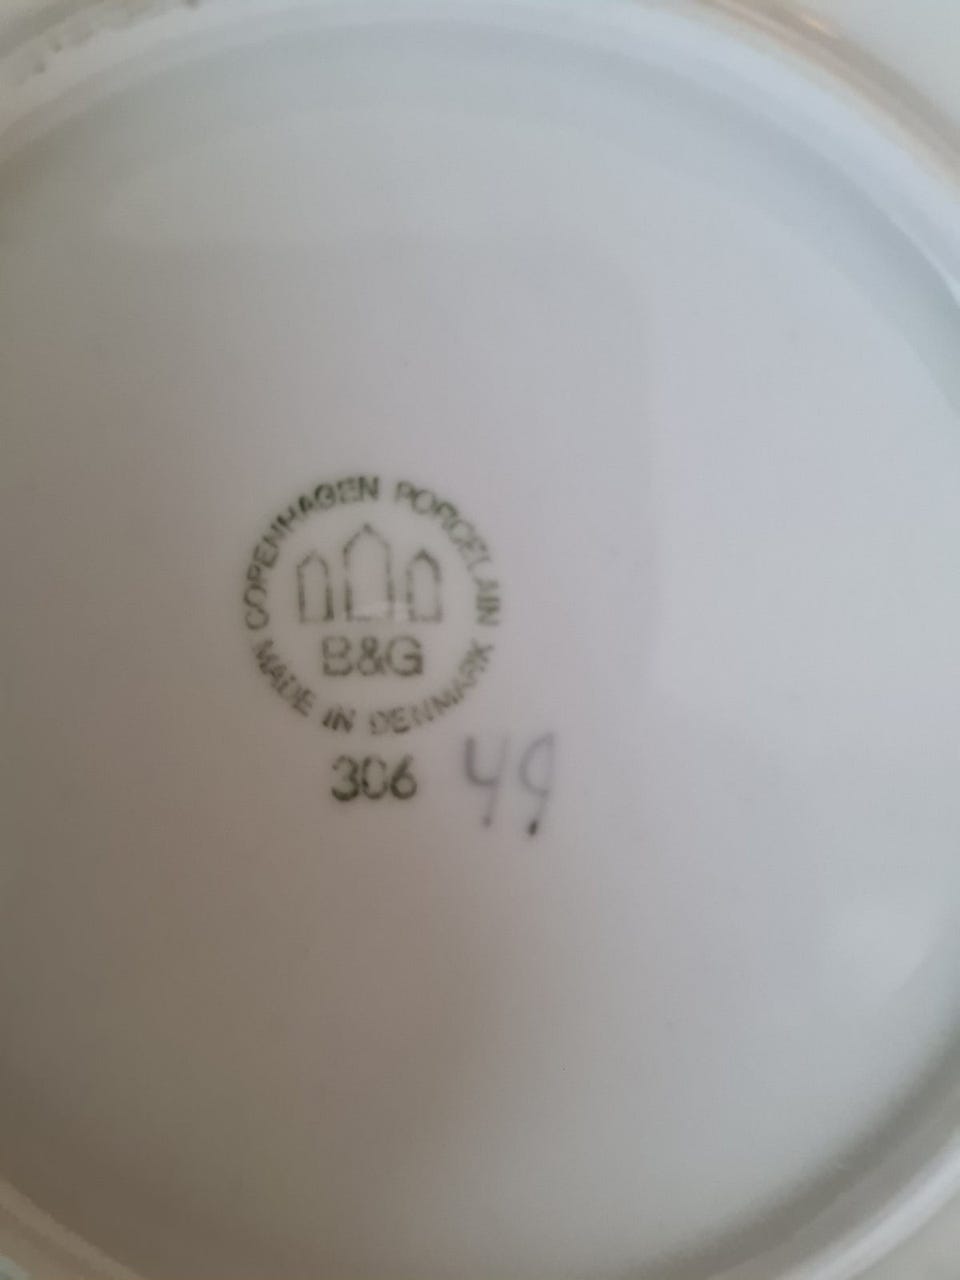 COPENHAGEN PORCELAIN
B&G
MADE IN DENMARK
306 49